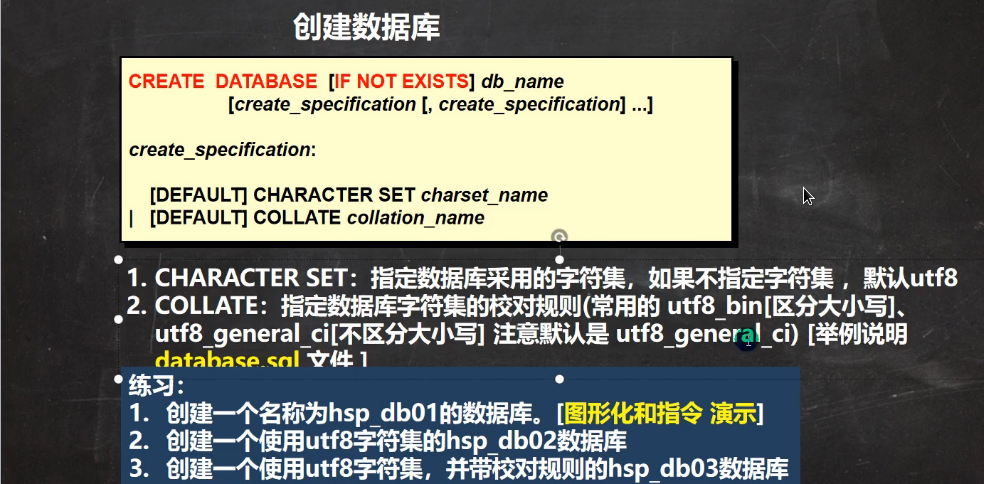 创建数据库
CREATE DATABASE [IF NOT EXISTS] db_name
[create_specification [, create_specification] ...]
create_specification:
[DEFAULT] CHARACTER SET charset_name
| [DEFAULT] COLLATE collation_name
1. CHARACTER SET：指定数据库采用的字符集，如果不指定字符集，默认utf8
2. COLLATE：指定数据库字符集的校对规则(常用的 utf8_bin[区分大小写]、
utf8_general_ci[不区分大小写] 注意默认是 utf8_general_ci) [举例说明
database.sql 文件 ]
练习：
1. 创建一个名称为hsp_db01的数据库。[图形化和指令 演示]
2. 创建一个使用utf8字符集的hsp_db02数据库
3. 创建一个使用utf8字符集，并带校对规则的hsp_db03数据库